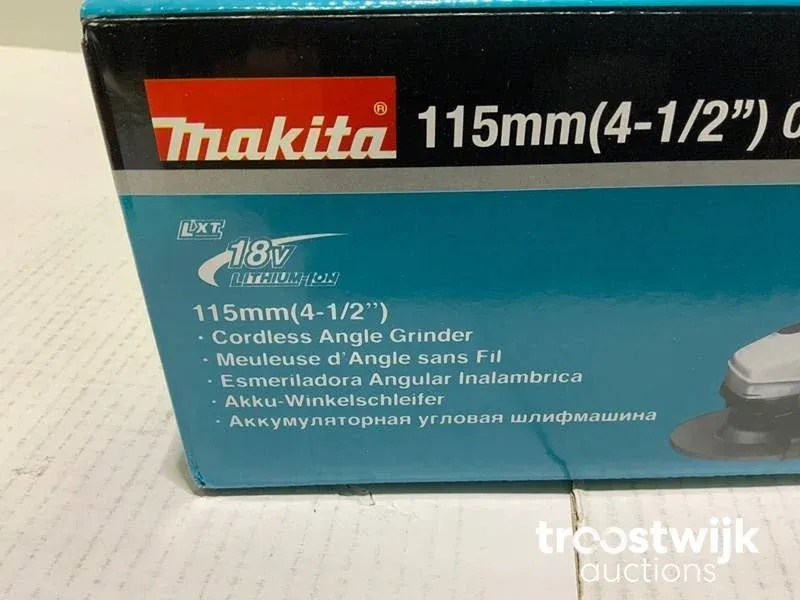 makita® 115mm(4-1/2”)
LXT
18V
LITHIUM-ION
115mm(4-1/2”)
· Cordless Angle Grinder
· Meuleuse d'Angle sans Fil
· Esmeriladora Angular Inalambrica
· Akku-Winkelschleifer
· Аккумуляторная угловая шлифмашина
troostwijk
auctions